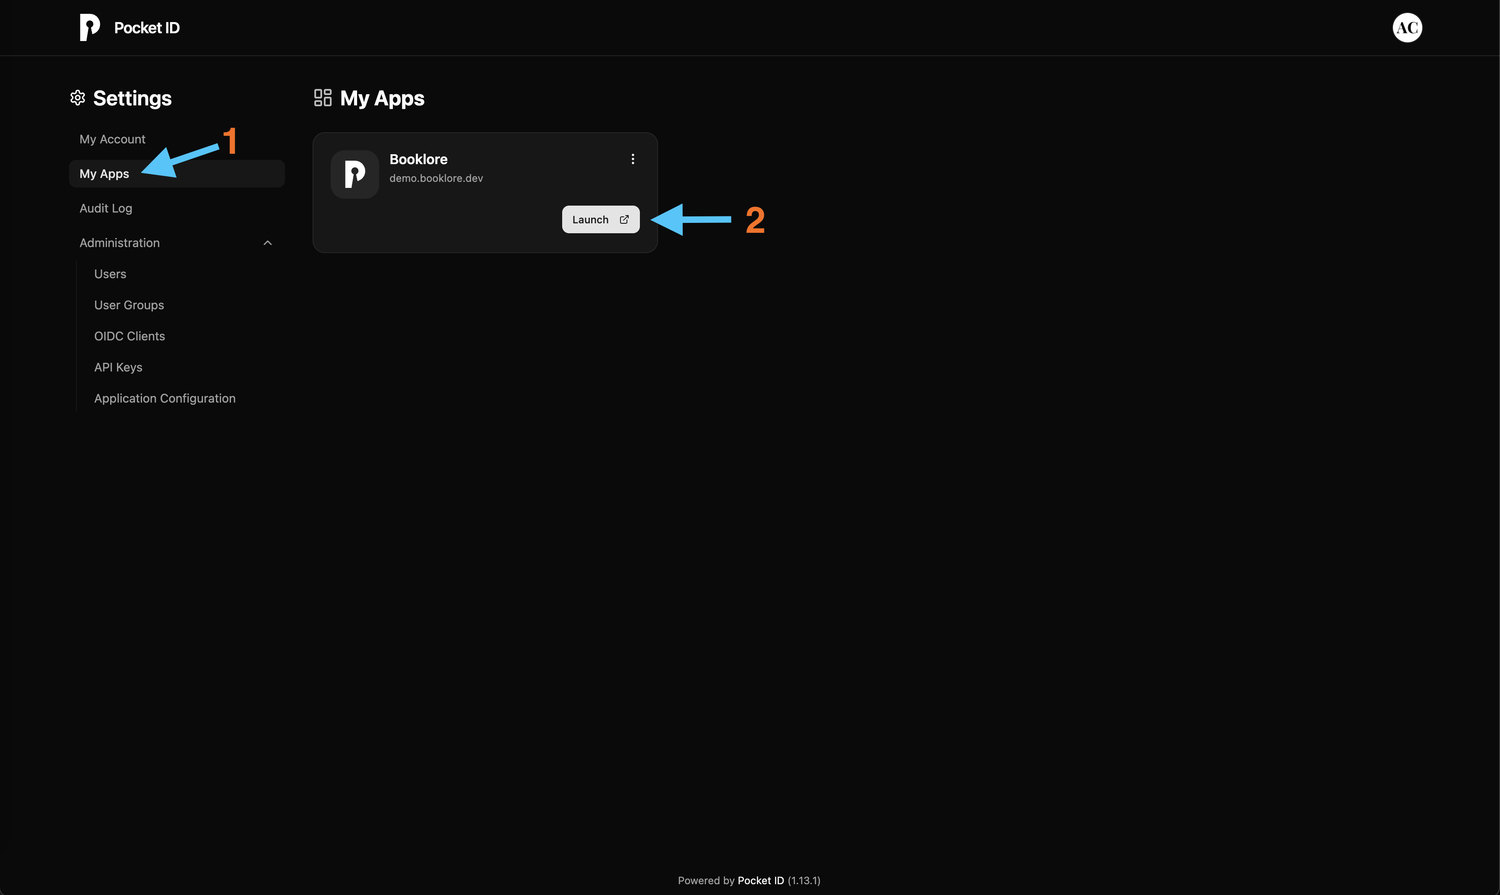 Pocket ID
AC
Settings
My Account
1
My Apps
Audit Log
Administration
Users
User Groups
OIDC Clients
API Keys
Application Configuration
My Apps
Booklore
demo.booklore.dev
Launch
2
Powered by Pocket ID (1.13.1)